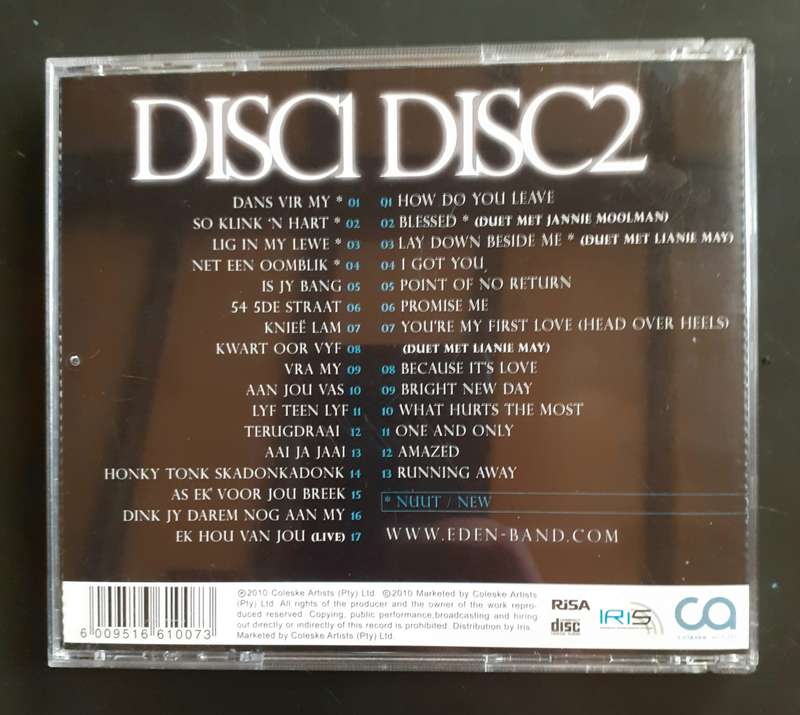 DISC1 DISC2
DANS VIR MY * 01
SO KLINK 'N HART * 02
LIG IN MY LEWE * 03
NET EEN OOMBLIK * 04
IS JY BANG 05
54 5DE STRAAT 06
KNIEË LAM 07
KWART OOR VYF 08
VRA MY 09
AAN JOU VAS 10
LYF TEEN LYF 11
TERUGDRAAI 12
AAI JA JAAI 13
HONKY TONK SKADONKADONK 14
AS EK VOOR JOU BREEK 15
DINK JY DAREM NOG AAN MY 16
EK HOU VAN JOU (LIVE) 17
01 HOW DO YOU LEAVE
02 BLESSED * (DUET MET JANNIE MOOLMAN)
03 LAY DOWN BESIDE ME * (DUET MET LIANIE MAY)
04 I GOT YOU
05 POINT OF NO RETURN
06 PROMISE ME
07 YOU'RE MY FIRST LOVE (HEAD OVER HEELS)
(DUET MET LIANIE MAY)
08 BECAUSE IT'S LOVE
09 BRIGHT NEW DAY
10 WHAT HURTS THE MOST
11 ONE AND ONLY
12 AMAZED
13 RUNNING AWAY
* NUUT / NEW
WWW.EDEN-BAND.COM
6 009516 610073
℗2010 Coleske Artists (Pty) Ltd ©2010 Marketed by Coleske Artists
(Pty) Ltd. All rights of the producer and the owner of the work repro-
duced reserved. Copying, public performance,broadcasting and hiring
out directly or indirectly of this record is prohibited. Distribution by Iris.
Marketed by Coleske Artists (Pty) Ltd.
RiSA
disc
IRIS
ca